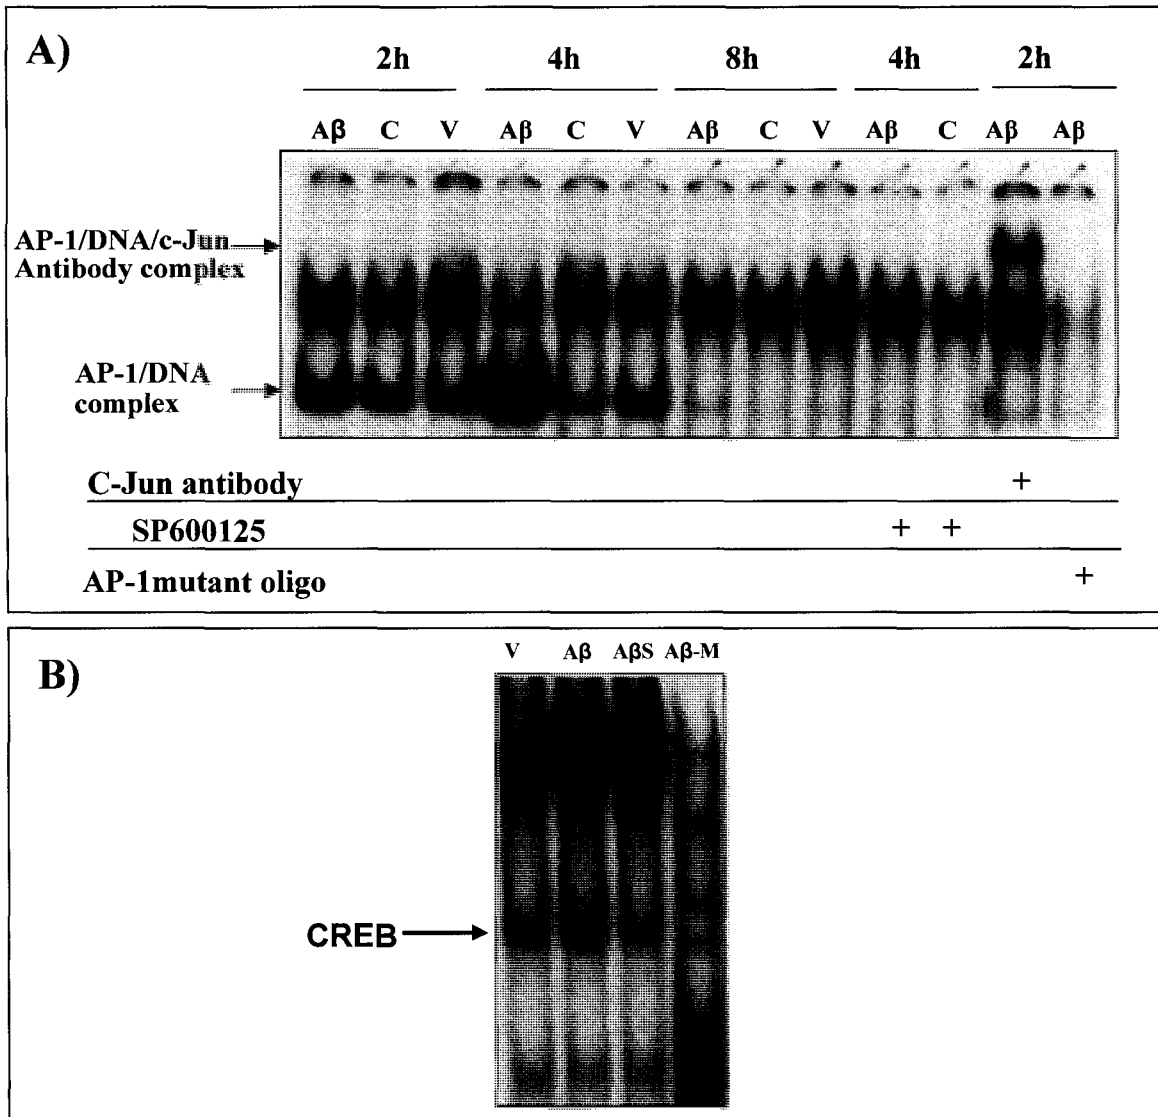 A)
2h 4h 8h 4h 2h
Aβ C V Aβ C V Aβ C V Aβ C Aβ Aβ
AP-1/DNA/c-Jun
Antibody complex
AP-1/DNA
complex
C-Jun antibody +
SP600125 + +
AP-1mutant oligo +
B)
V Aβ AβS Aβ-M
CREB